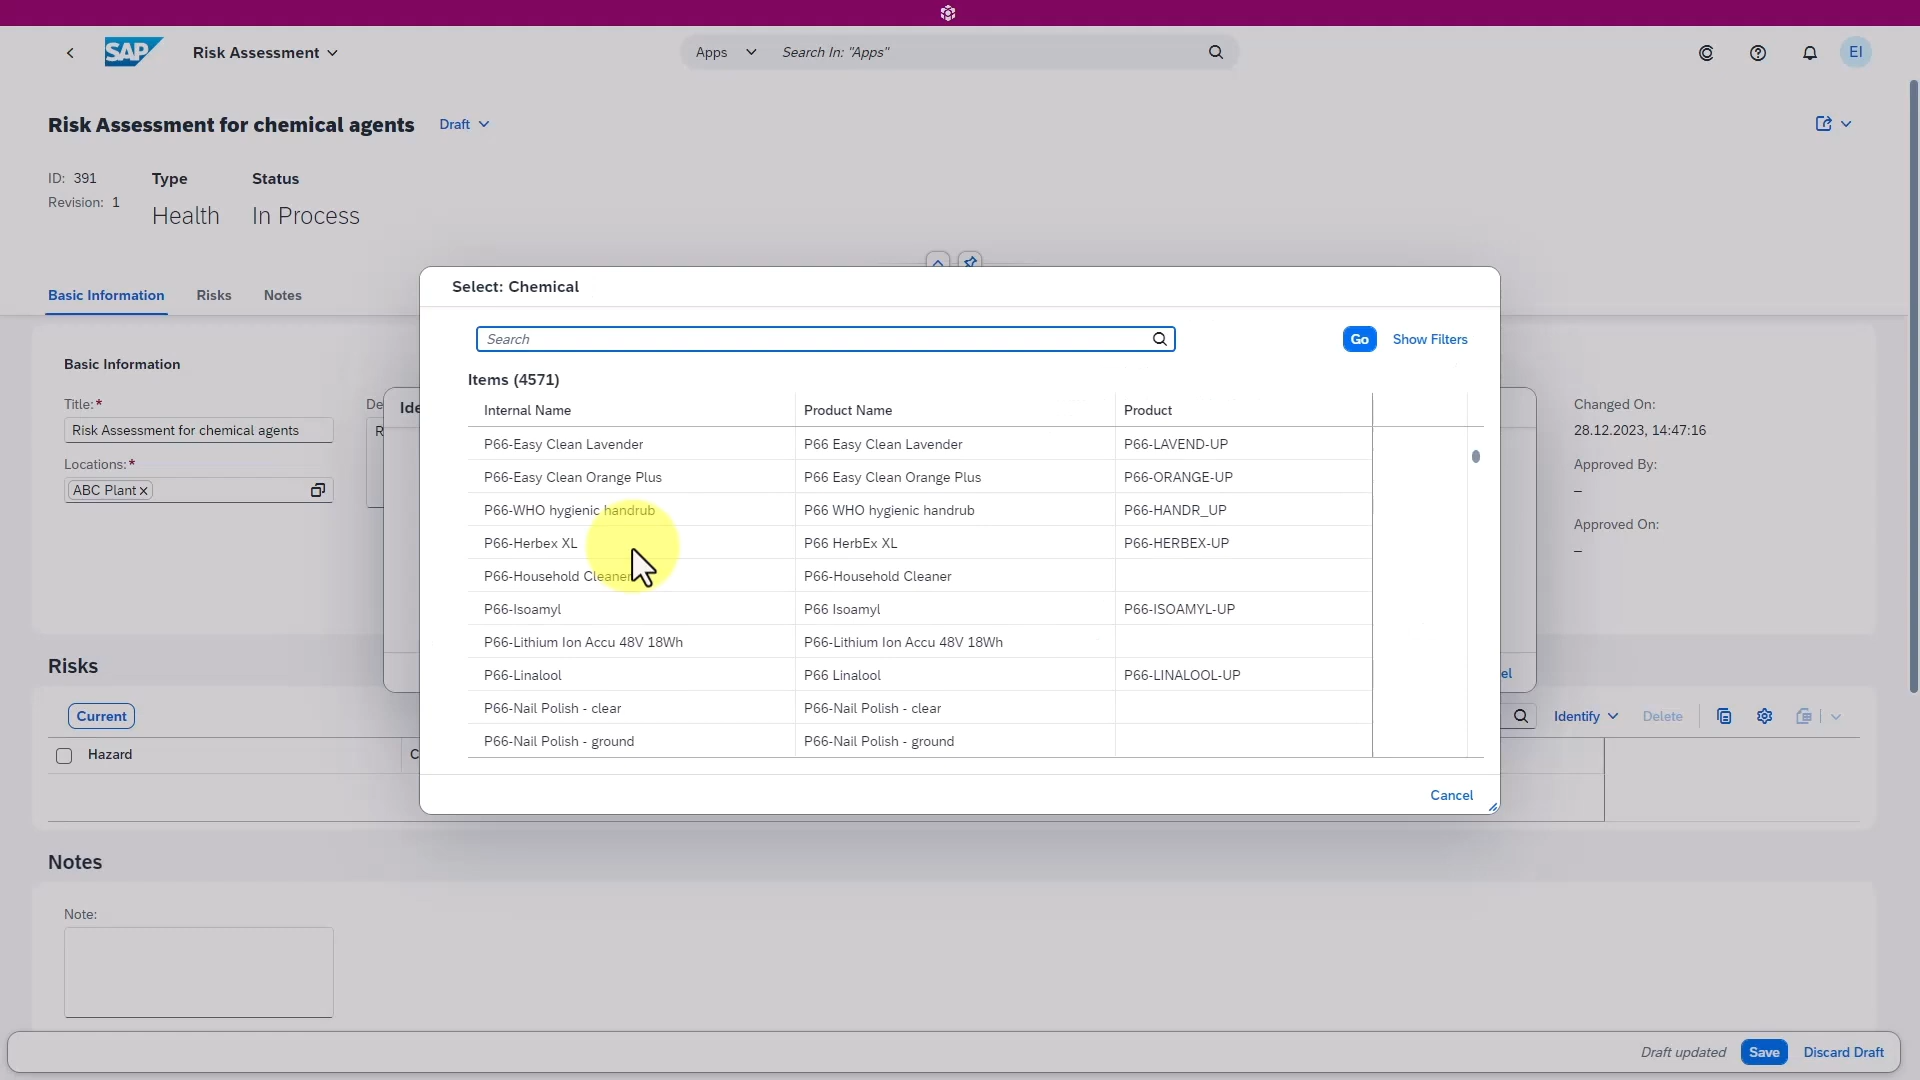 SAP Risk Assessment Apps Search In: "Apps" EI
Risk Assessment for chemical agents Draft
ID: 391 Type Status
Revision: 1 Health In Process
Basic Information Risks Notes
Select: Chemical
Search Go Show Filters
Items (4571)
Internal Name Product Name Product
P66-Easy Clean Lavender P66 Easy Clean Lavender P66-LAVEND-UP
P66-Easy Clean Orange Plus P66 Easy Clean Orange Plus P66-ORANGE-UP
P66-WHO hygienic handrub P66 WHO hygienic handrub P66-HANDR_UP
P66-Herbex XL P66 HerbEx XL P66-HERBEX-UP
P66-Household Cleaner P66-Household Cleaner
P66-Isoamyl P66 Isoamyl P66-ISOAMYL-UP
P66-Lithium Ion Accu 48V 18Wh P66-Lithium Ion Accu 48V 18Wh
P66-Linalool P66 Linalool P66-LINALOOL-UP
P66-Nail Polish - clear P66-Nail Polish - clear
P66-Nail Polish - ground P66-Nail Polish - ground
Cancel
Basic Information
Title:* De
Risk Assessment for chemical agents R
Locations:*
ABC Plant
Ide
el
Changed On:
28.12.2023, 14:47:16
Approved By:
–
Approved On:
–
Risks
Current Identify Delete
Hazard C
Notes
Note:
Draft updated Save Discard Draft